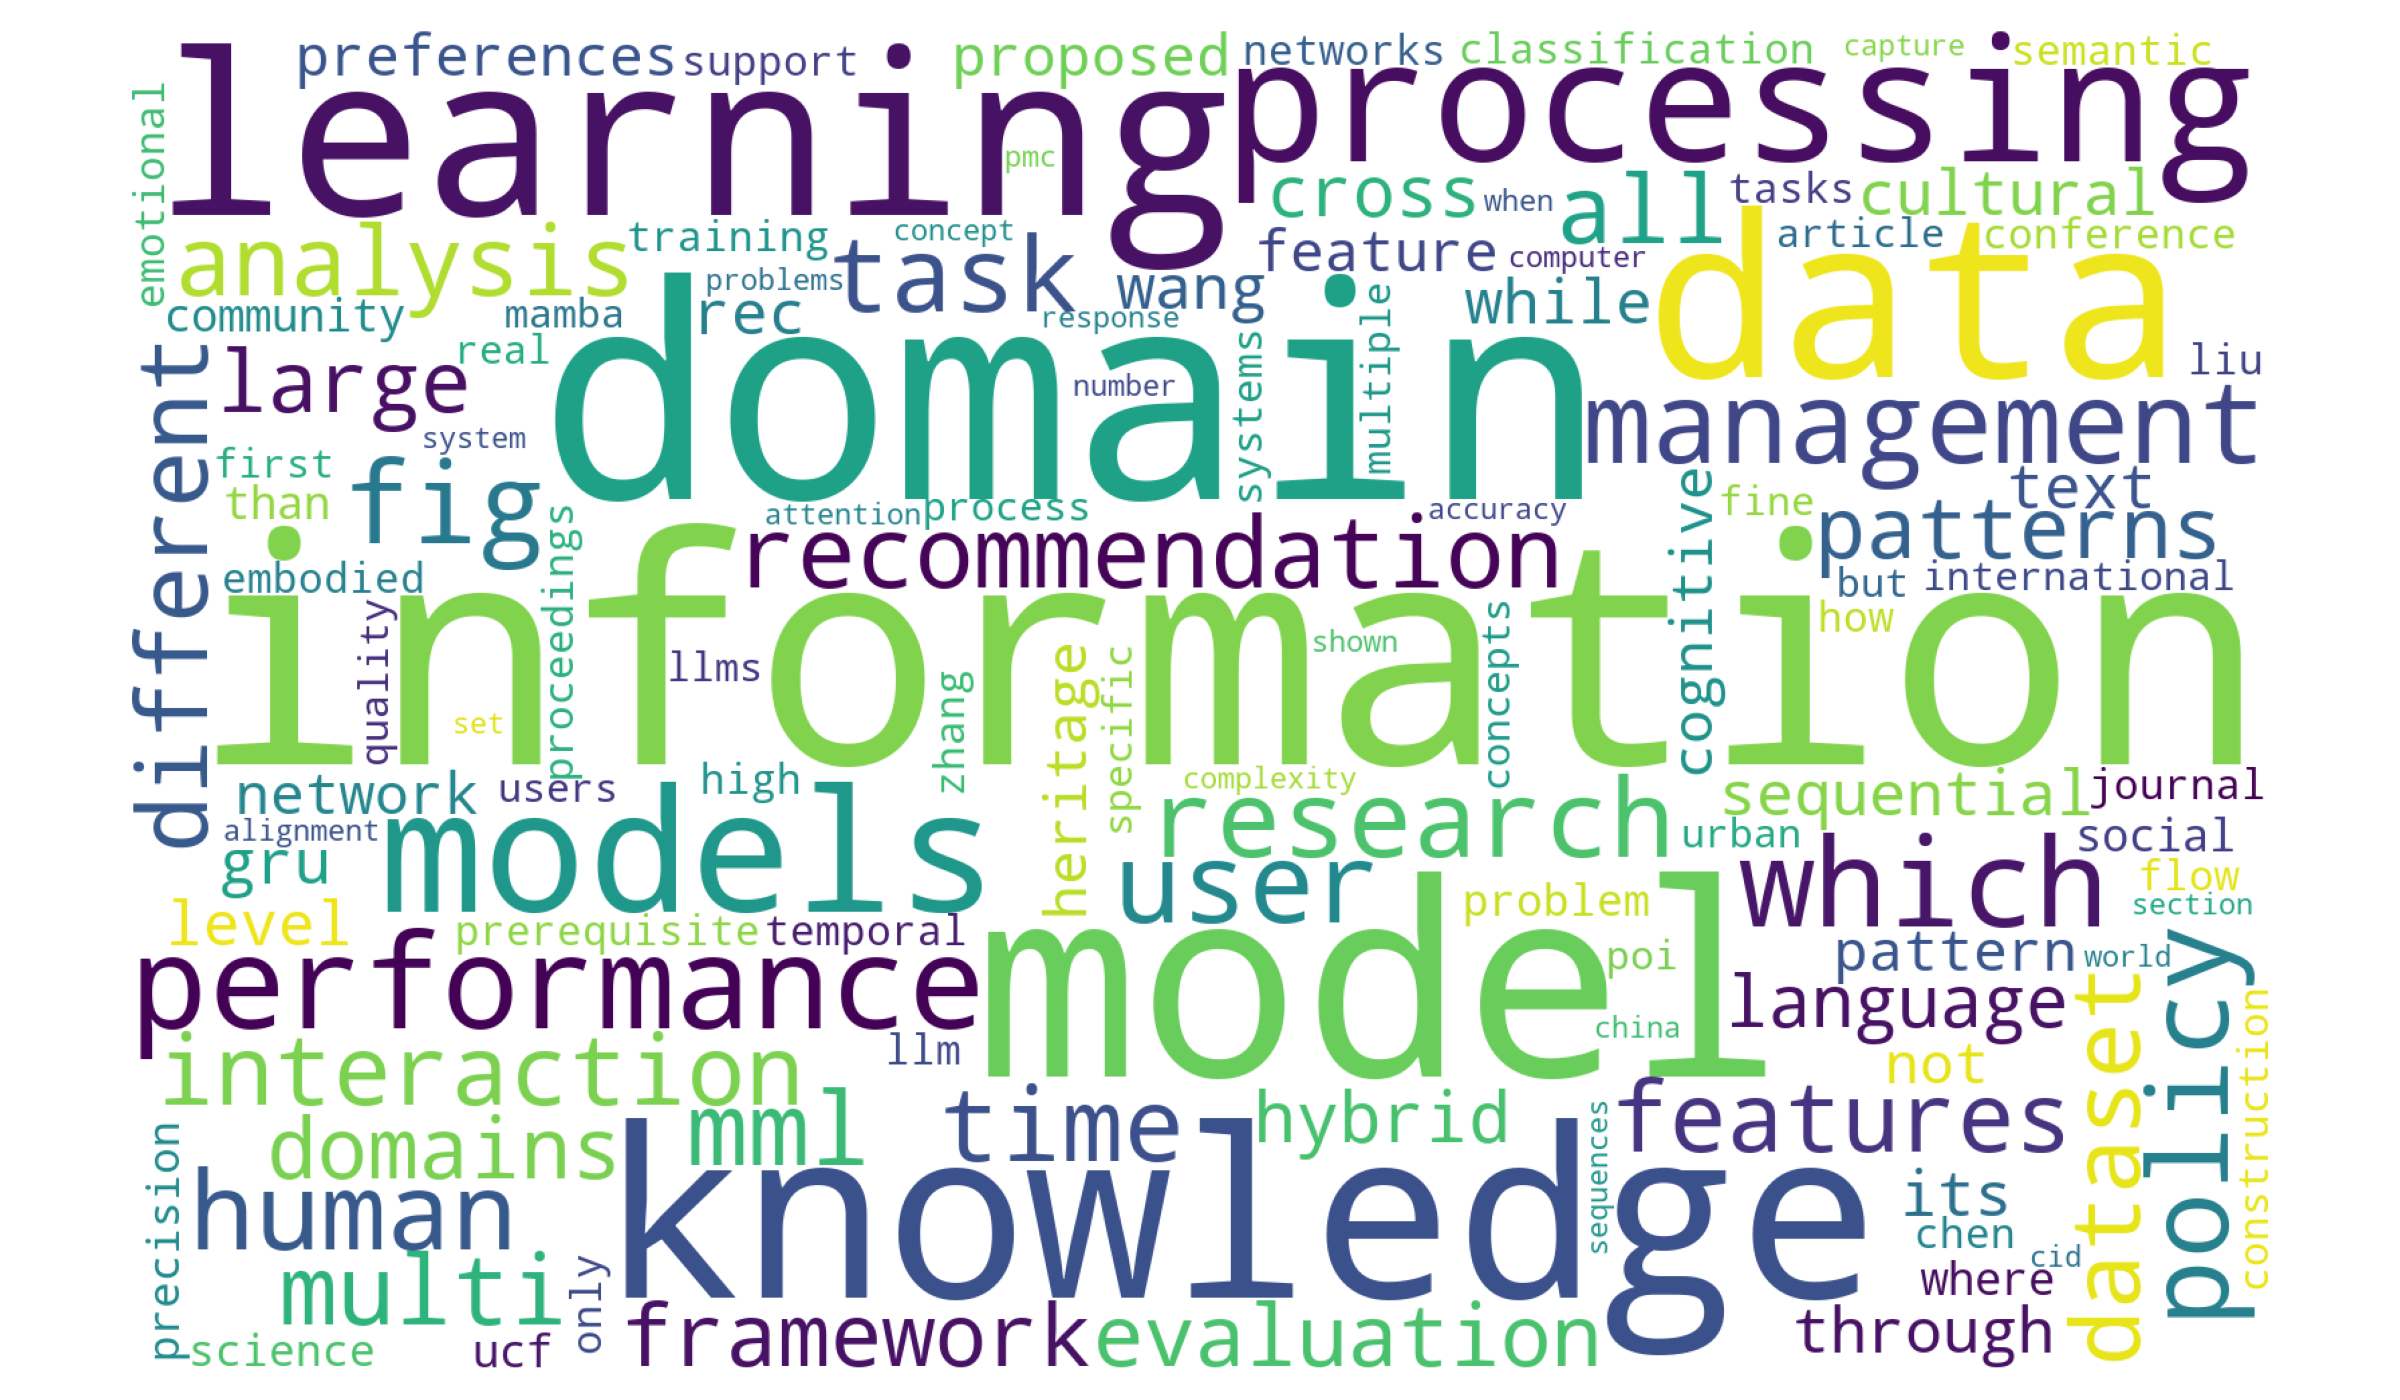 preferences
support
proposed
networks
classification
capture
semantic
learning
processing
emotional
pmc
cross
when
all
tasks
cultural
analysis
training
concept
task
feature
computer
article
conference
data
problems
wang
community
mamba
rec
response
multiple
while
real
domain
systems
liu
different
large
number
management
system
first
than
fig
attention
process
accuracy
cognitive
fine
text
patterns
proceedings
recommendation
embodied
but
international
information
quality
how
llms
heritage
specific
shown
concepts
set
zhang
network
users
high
complexity
sequential
journal
alignment
models
research
urban
social
gru
user
which
flow
section
level
prerequisite
temporal
problem
performance
model
poi
pattern
world
policy
language
dataset
china
construction
interaction
llm
not
mml
time
hybrid
features
domains
sequences
precision
human
knowledge
its
chen
cid
multi
only
where
science
ucf
framework
evaluation
through